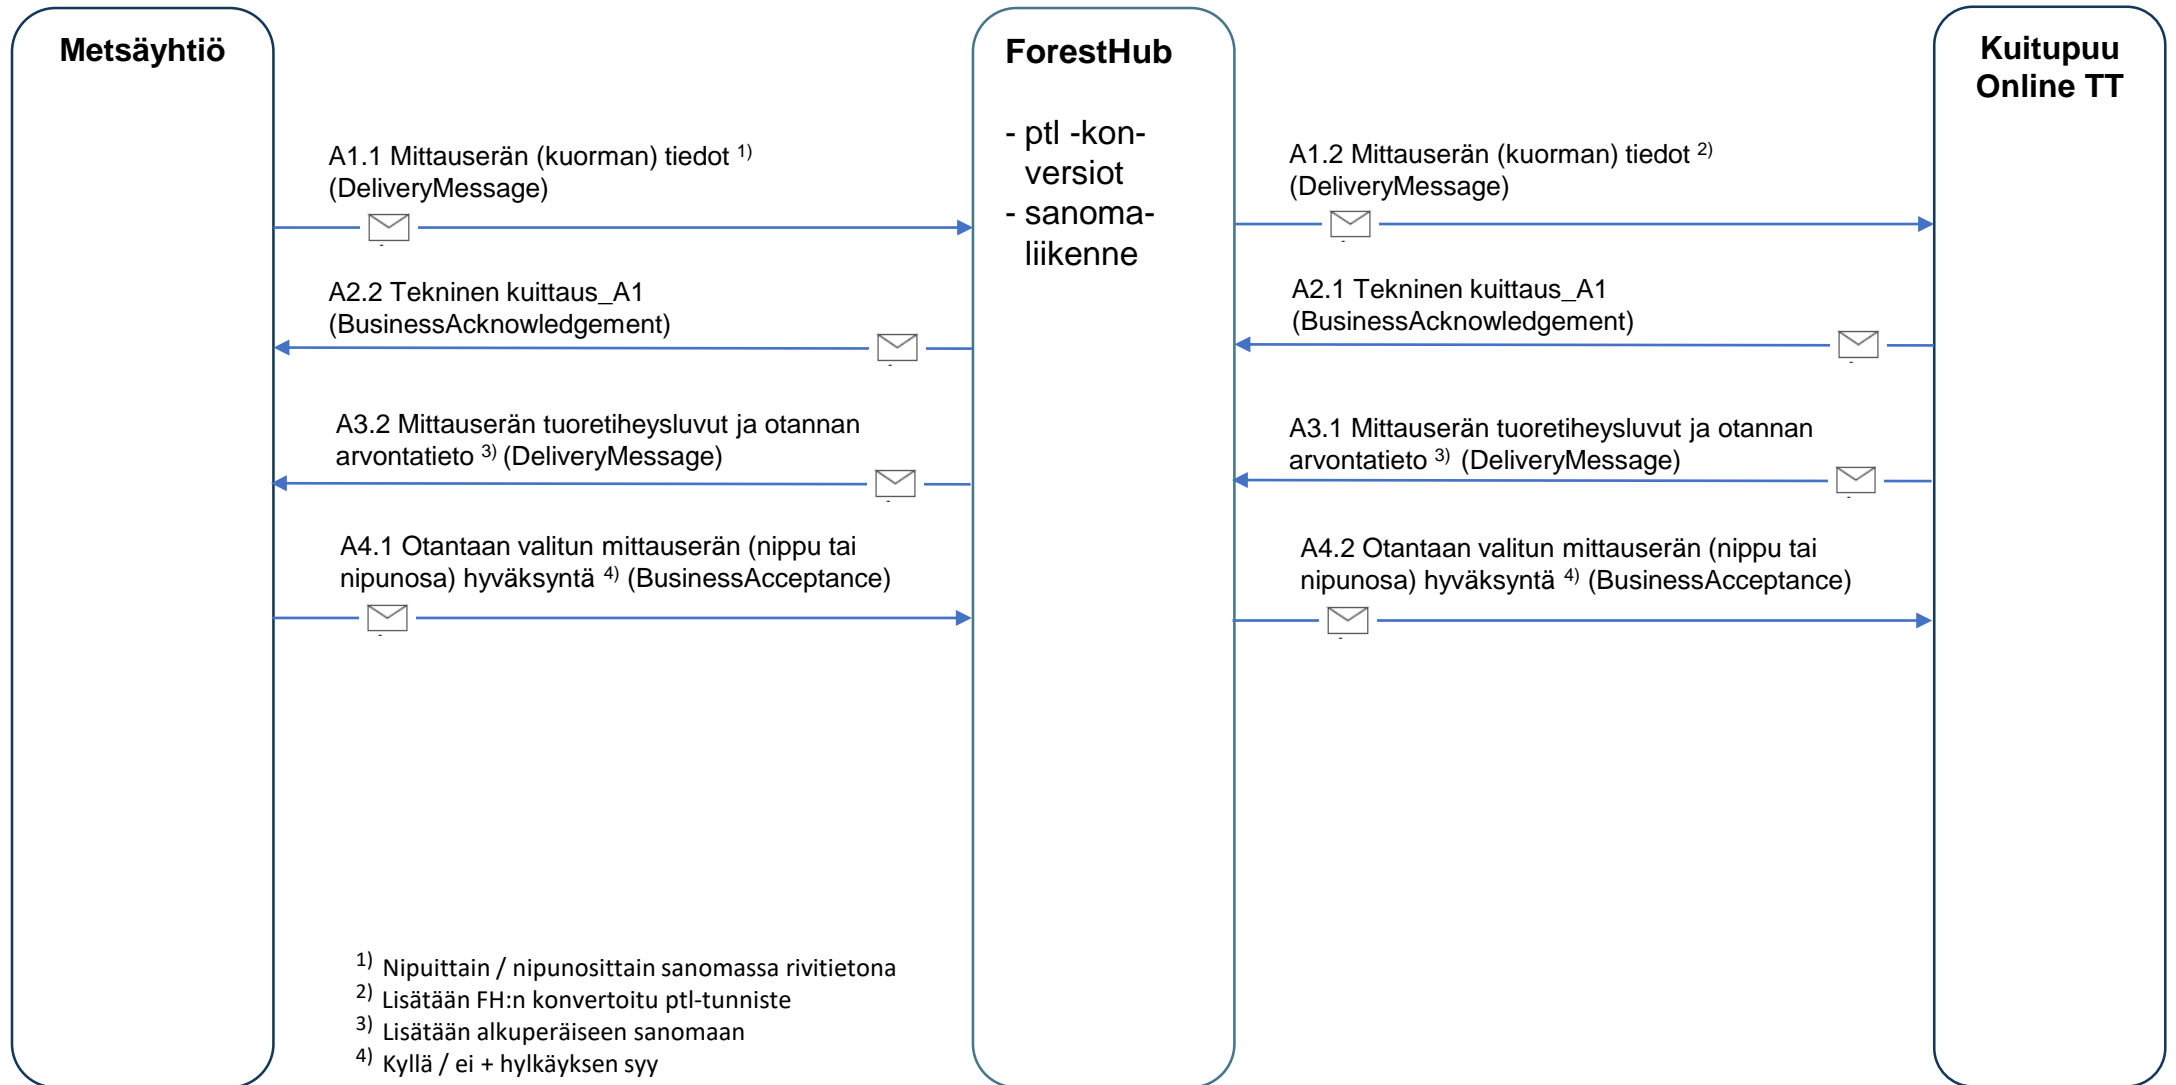 Metsäyhtiö
ForestHub
- ptl -kon-
versiot
- sanoma-
liikenne
Kuitupuu
Online TT
A1.1 Mittauserän (kuorman) tiedot 1)
(DeliveryMessage)
A1.2 Mittauserän (kuorman) tiedot 2)
(DeliveryMessage)
A2.2 Tekninen kuittaus_A1
(BusinessAcknowledgement)
A2.1 Tekninen kuittaus_A1
(BusinessAcknowledgement)
A3.2 Mittauserän tuoretiheysluvut ja otannan
arvontatieto 3) (DeliveryMessage)
A3.1 Mittauserän tuoretiheysluvut ja otannan
arvontatieto 3) (DeliveryMessage)
A4.1 Otantaan valitun mittauserän (nippu tai
nipunosa) hyväksyntä 4) (BusinessAcceptance)
A4.2 Otantaan valitun mittauserän (nippu tai
nipunosa) hyväksyntä 4) (BusinessAcceptance)
1) Nipuittain / nipunosittain sanomassa rivitietona
2) Lisätään FH:n konvertoitu ptl-tunniste
3) Lisätään alkuperäiseen sanomaan
4) Kyllä / ei + hylkäyksen syy